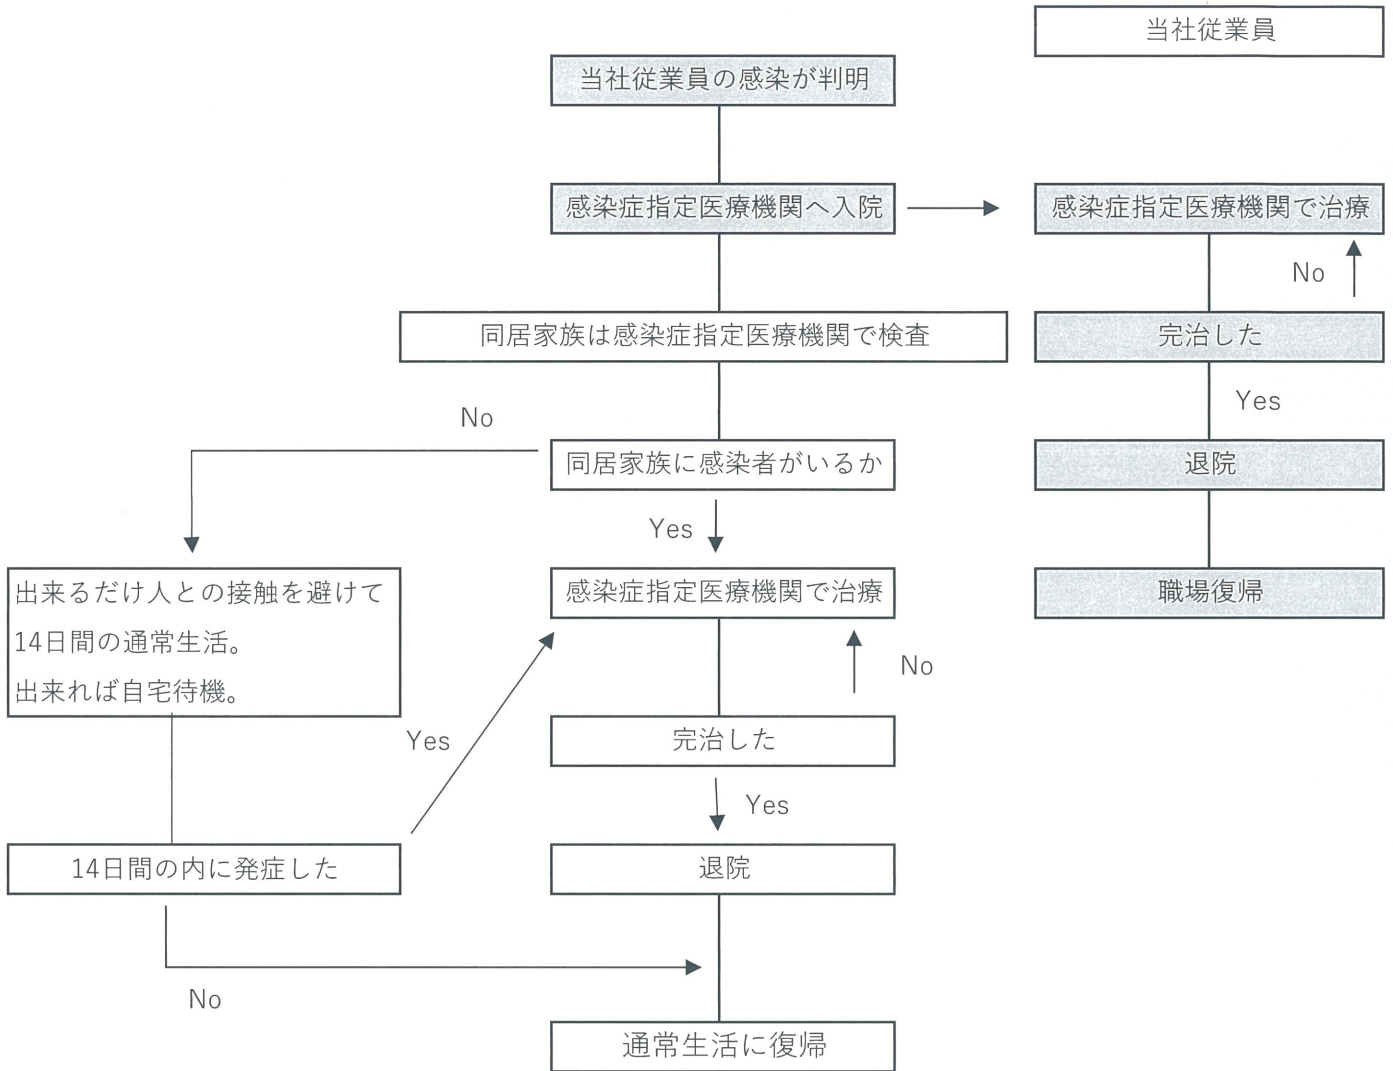 当社従業員
当社従業員の感染が判明
感染症指定医療機関へ入院
感染症指定医療機関で治療
No
同居家族は感染症指定医療機関で検査
完治した
Yes
No
同居家族に感染者がいるか
退院
Yes
出来るだけ人との接触を避けて
14日間の通常生活。
出来れば自宅待機。
感染症指定医療機関で治療
職場復帰
No
Yes
完治した
Yes
14日間の内に発症した
退院
No
通常生活に復帰